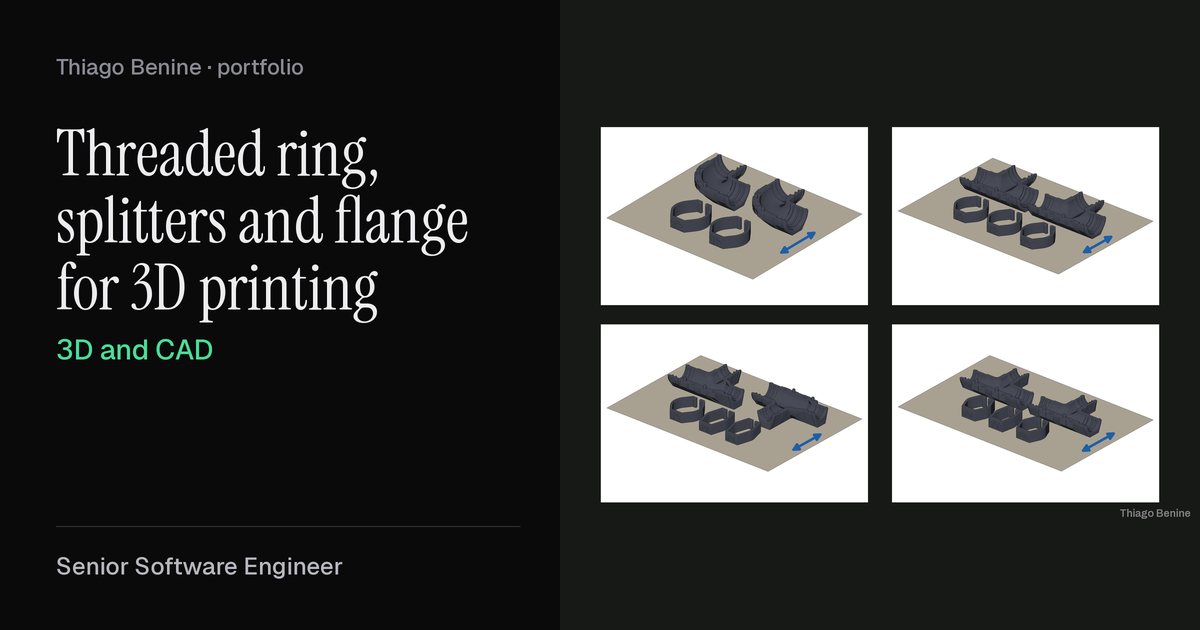 Thiago Benine · portfolio
Threaded ring,
splitters and flange
for 3D printing
3D and CAD
Senior Software Engineer
Thiago Benine